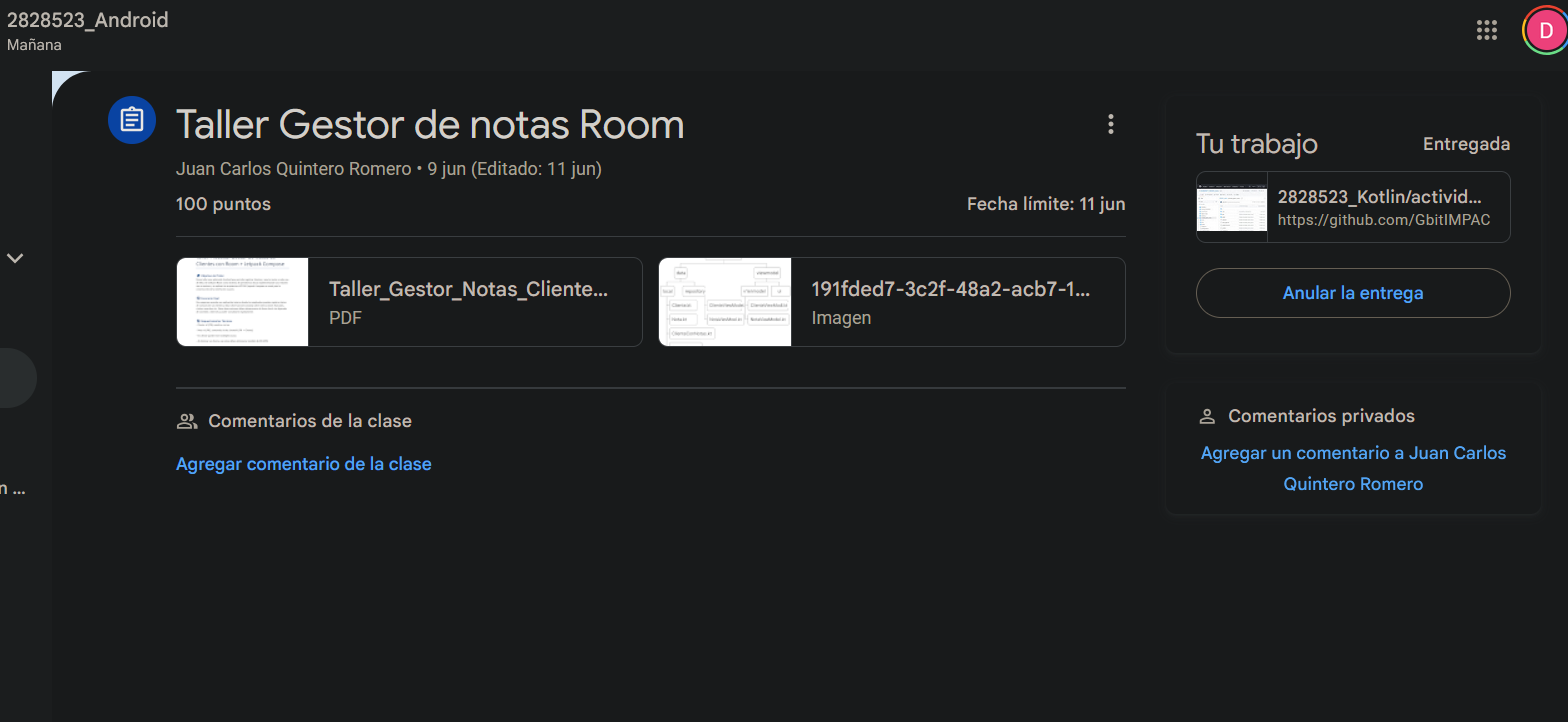 2828523_Android
Mañana
D
Taller Gestor de notas Room
Juan Carlos Quintero Romero • 9 jun (Editado: 11 jun)
100 puntos
Fecha límite: 11 jun
Taller_Gestor_Notas_Cliente...
PDF
191fded7-3c2f-48a2-acb7-1...
Imagen
Comentarios de la clase
Agregar comentario de la clase
n ...
Tu trabajo
Entregada
2828523_Kotlin/activid...
https://github.com/GbitIMPAC
Anular la entrega
Comentarios privados
Agregar un comentario a Juan Carlos
Quintero Romero